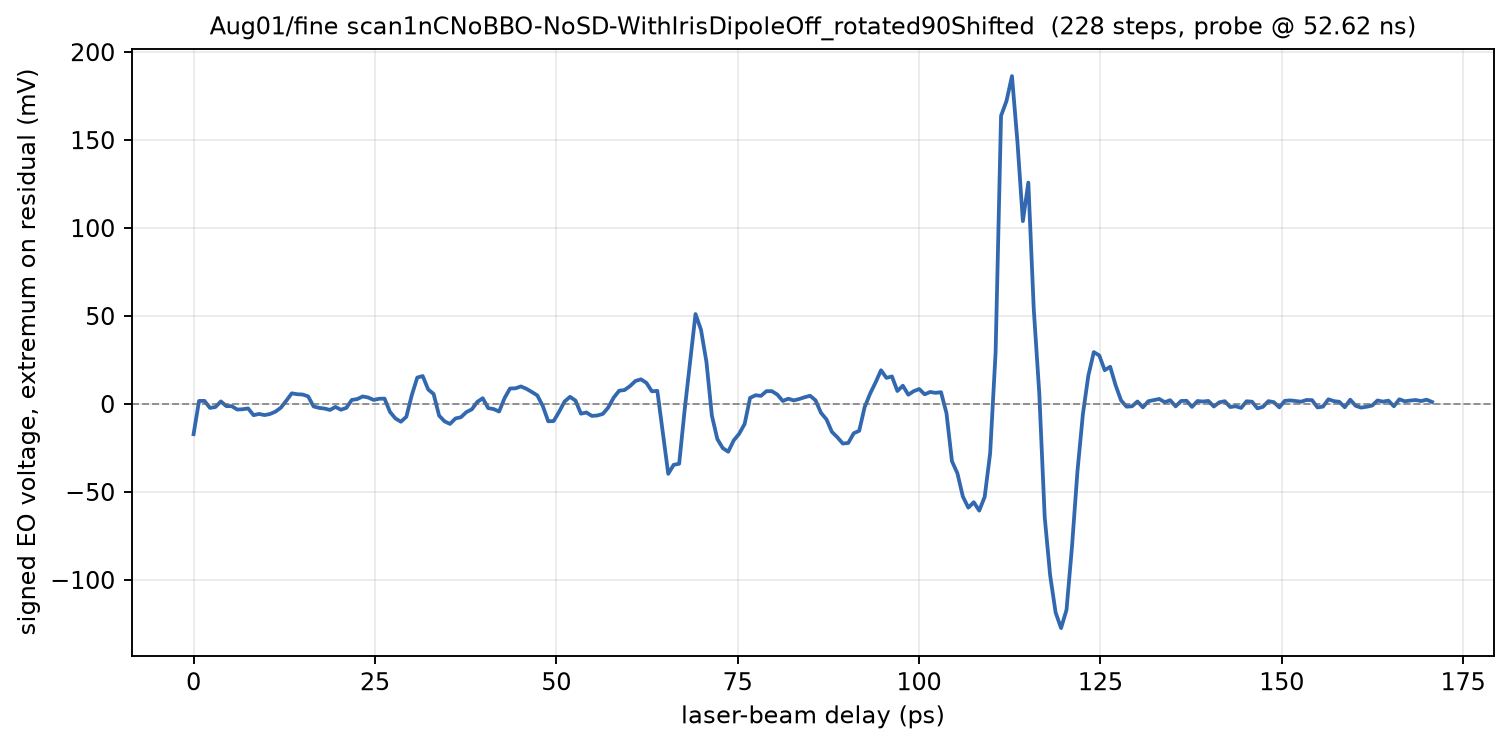 Aug01/fine scan1nCNoBBO-NoSD-WithIrisDipoleOff_rotated90Shifted (228 steps, probe @ 52.62 ns)
signed EO voltage, extremum on residual (mV)
200
150
100
50
0
−50
−100
0 25 50 75 100 125 150 175
laser-beam delay (ps)